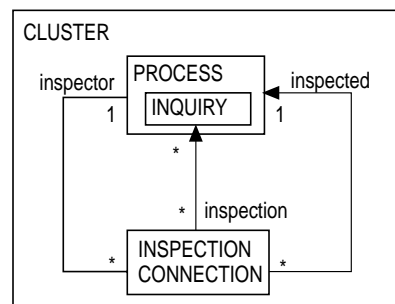 CLUSTER
PROCESS
inspector
inspected
INQUIRY
1
1
*
*
inspection
INSPECTION
CONNECTION
*
*